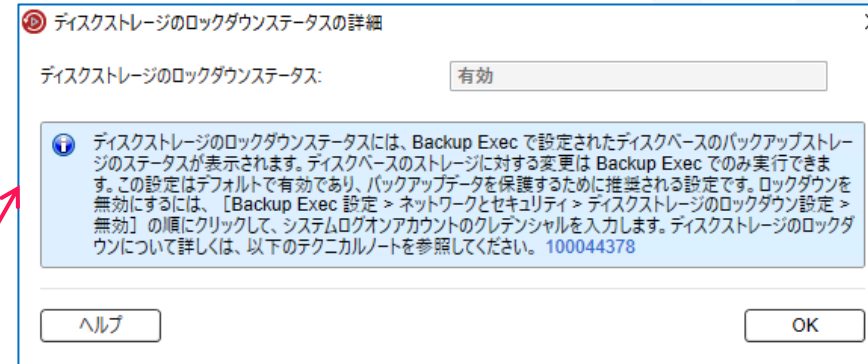 ディスクストレージのロックダウンステータスの詳細
ディスクストレージのロックダウンステータス:
有効
ディスクストレージのロックダウンステータスには、Backup Exec で設定されたディスクベースのバックアップストレー
ジのステータスが表示されます。ディスクベースのストレージに対する変更は Backup Exec でのみ実行できま
す。この設定はデフォルトで有効であり、バックアップデータを保護するために推奨される設定です。ロックダウンを
無効にするには、［Backup Exec 設定 > ネットワークとセキュリティ > ディスクストレージのロックダウン設定 >
無効］の順にクリックして、システムログオンアカウントのクレデンシャルを入力します。ディスクストレージのロックダ
ウンについて詳しくは、以下のテクニカルノートを参照してください。 100044378
ヘルプ
OK